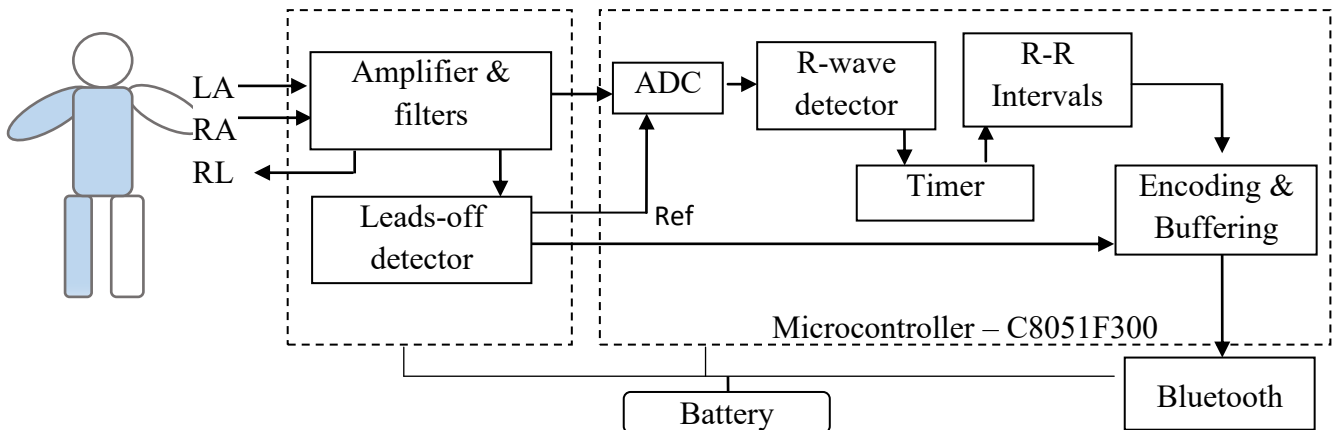 LA
RA
RL
Amplifier &
filters
Leads-off
detector
ADC
Ref
R-wave
detector
Timer
R-R
Intervals
Encoding &
Buffering
Microcontroller – C8051F300
Battery
Bluetooth